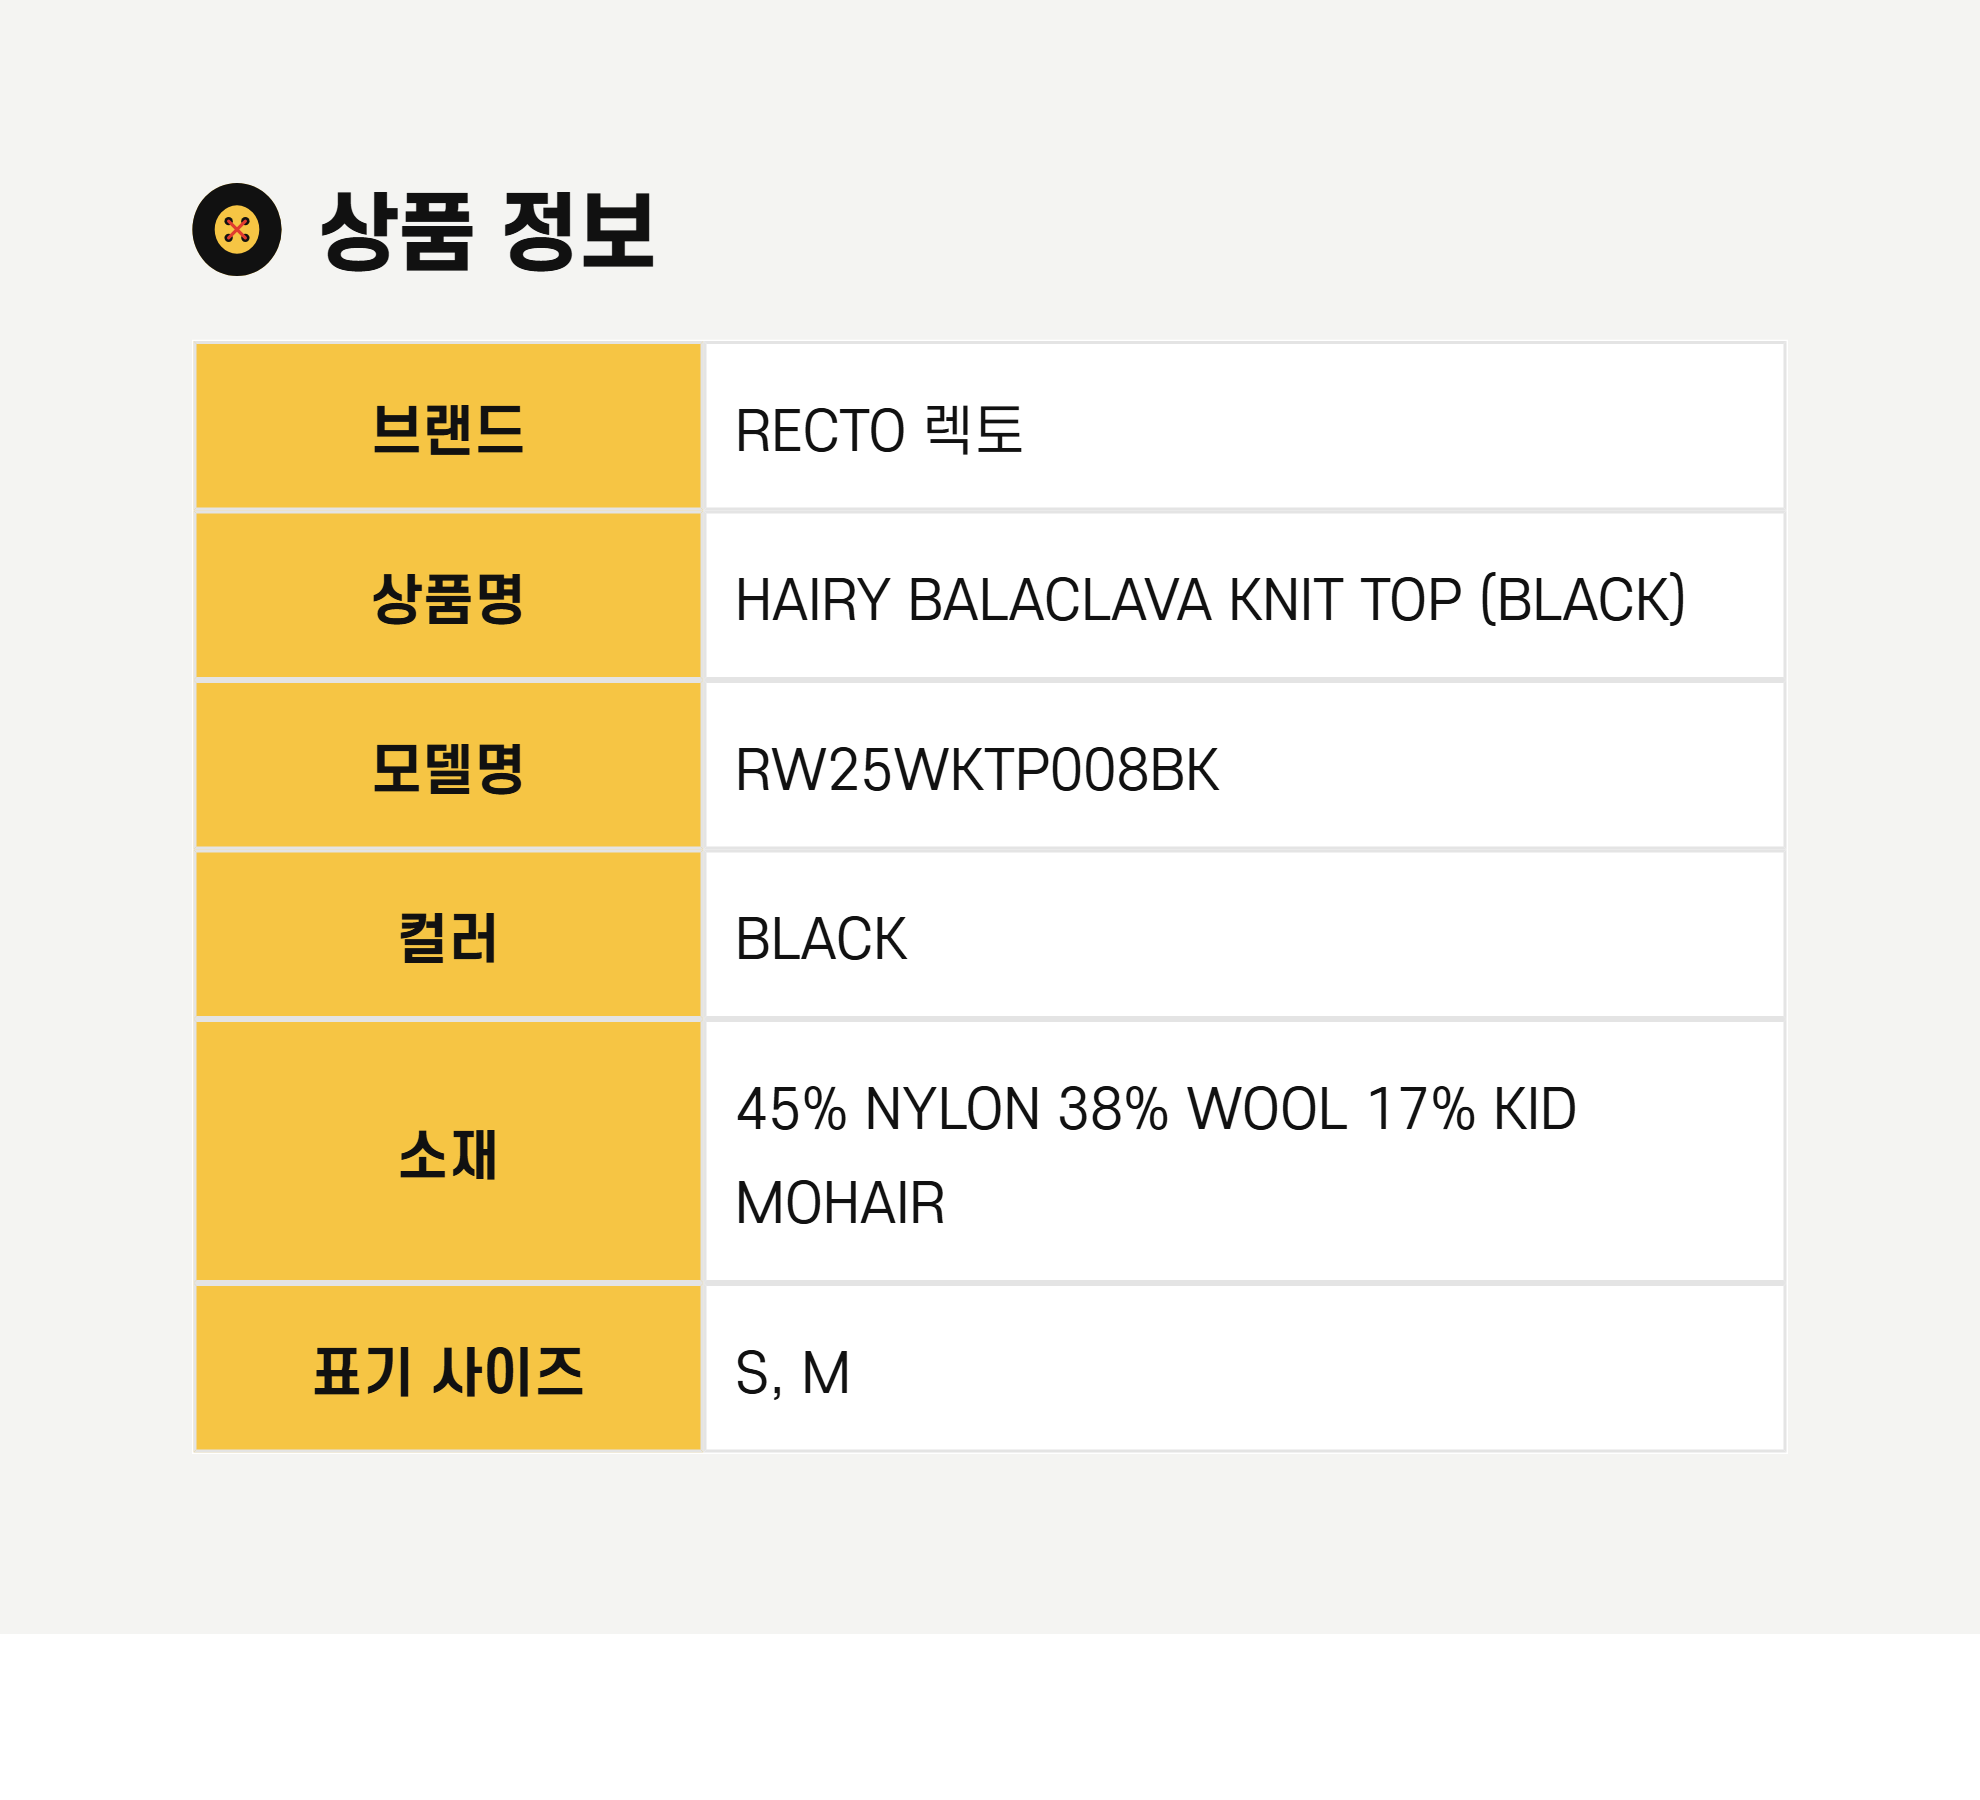 상품 정보
브랜드
RECTO 렉토
상품명
HAIRY BALACLAVA KNIT TOP (BLACK)
모델명
RW25WKTP008BK
컬러
BLACK
소재
45% NYLON 38% WOOL 17% KID
MOHAIR
표기 사이즈
S, M